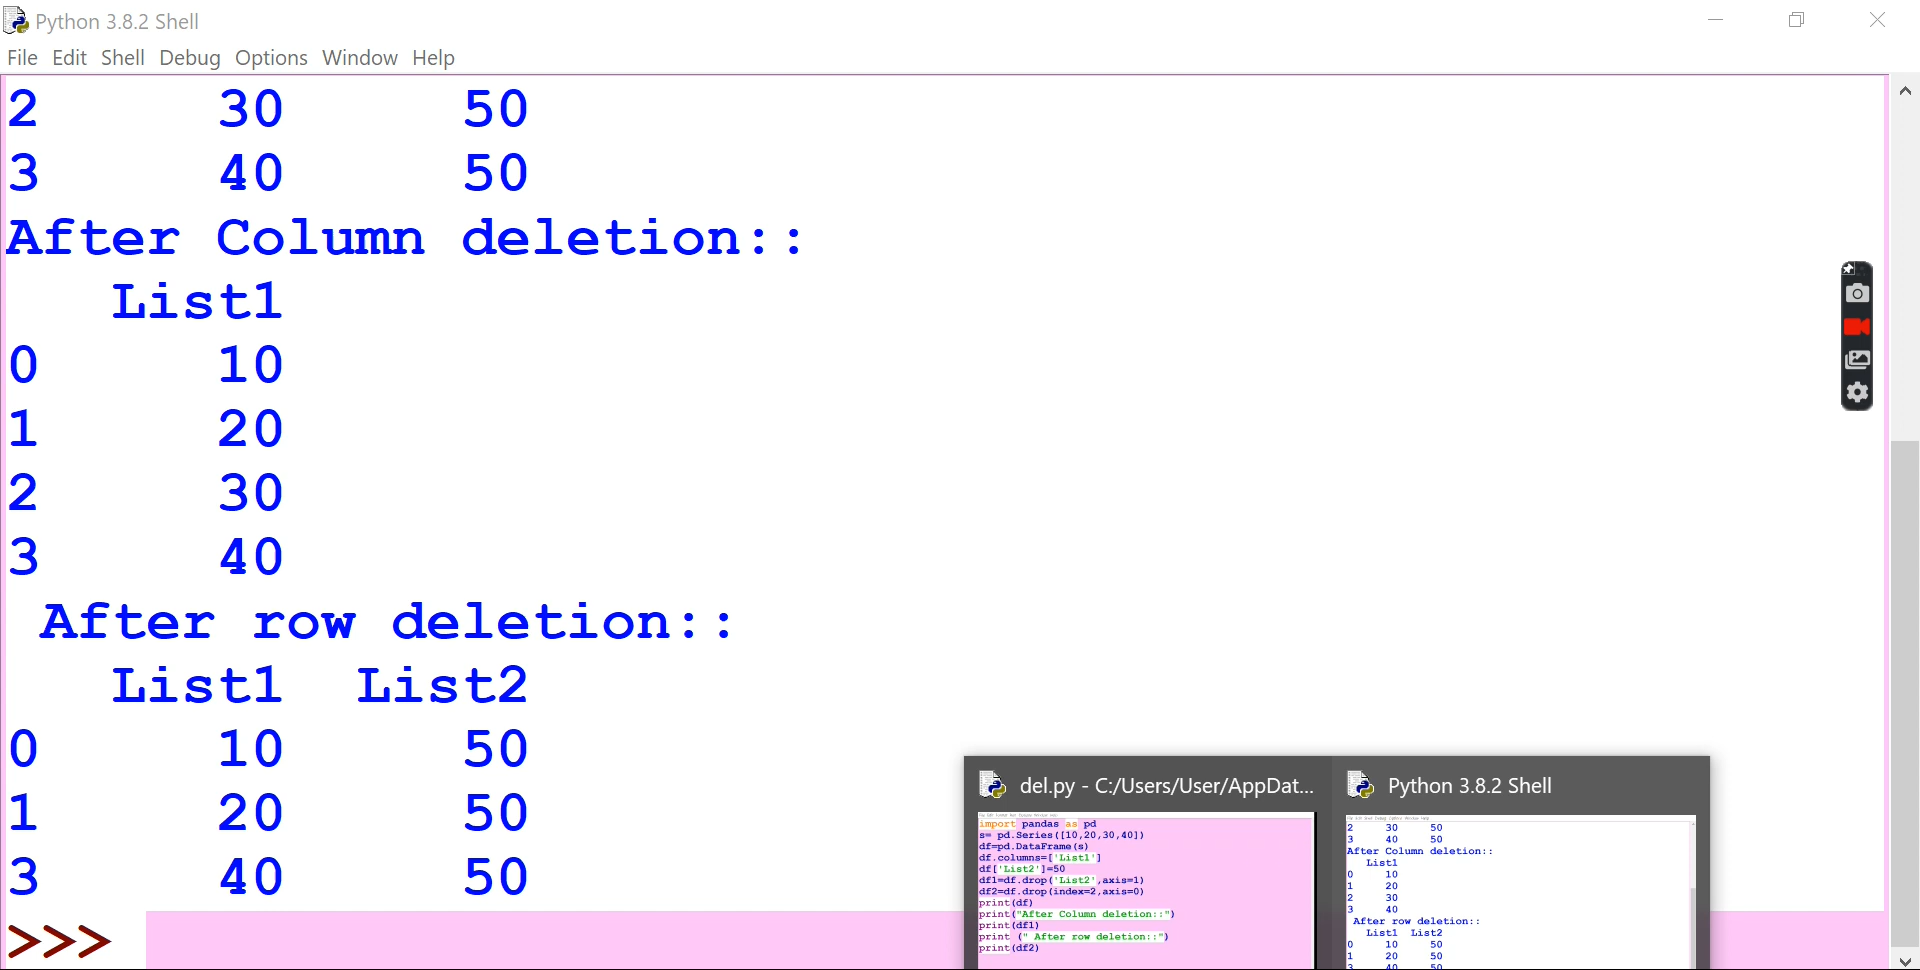 Python 3.8.2 Shell
File Edit Shell Debug Options Window Help
2 30 50
3 40 50
After Column deletion::
List1
0 10
1 20
2 30
3 40
After row deletion::
List1 List2
0 10 50
1 20 50
3 40 50
>>>
del.py - C:/Users/User/AppDat...
import pandas as pd
s= pd.Series([10,20,30,40])
df=pd.DataFrame(s)
df.columns=['List1']
df['List2']=50
df1=df.drop('List2',axis=1)
df2=df.drop(index=2,axis=0)
print(df)
print("After Column deletion::")
print(df1)
print (" After row deletion::")
print(df2)
Python 3.8.2 Shell
2 30 50
3 40 50
After Column deletion::
List1
0 10
1 20
2 30
3 40
After row deletion::
List1 List2
0 10 50
1 20 50
3 40 50